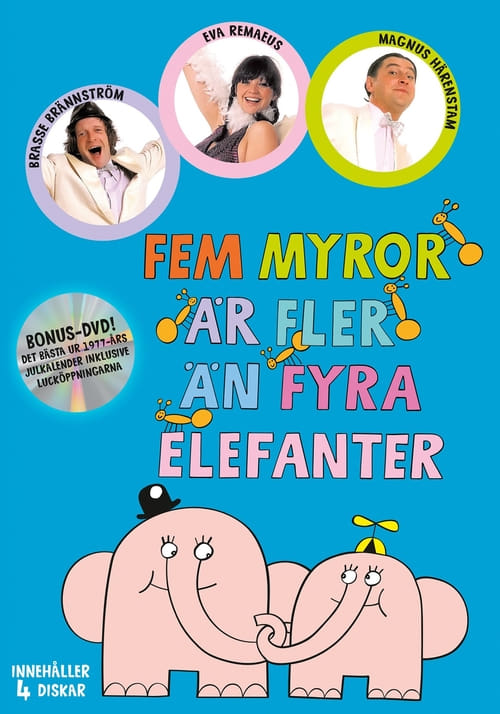 BRASSE BRÄNNSTRÖM
EVA REMAEUS
MAGNUS HÄRENSTAM
FEM MYROR
ÄR FLER
ÄN FYRA
ELEFANTER
BONUS-DVD!
DET BÄSTA UR 1977-ÅRS
JULKALENDER INKLUSIVE
LUCKÖPPNINGARNA
INNEHÅLLER
4 DISKAR